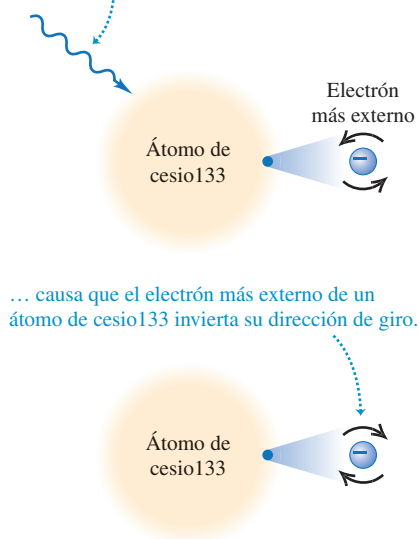 Electrón
más externo
Átomo de
cesio133
… causa que el electrón más externo de un
átomo de cesio133 invierta su dirección de giro.
Átomo de
cesio133